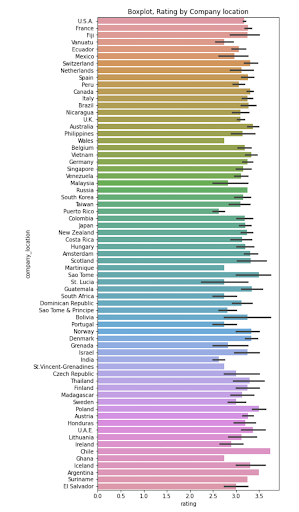 Boxplot, Rating by Company location
company_location
U.S.A.
France
Fiji
Vanuatu
Ecuador
Mexico
Switzerland
Netherlands
Spain
Peru
Canada
Italy
Brazil
Nicaragua
U.K.
Australia
Philippines
Wales
Belgium
Vietnam
Germany
Singapore
Venezuela
Malaysia
Russia
South Korea
Taiwan
Puerto Rico
Colombia
Japan
New Zealand
Costa Rica
Hungary
Amsterdam
Scotland
Martinique
Sao Tome
St. Lucia
Guatemala
South Africa
Dominican Republic
Sao Tome & Principe
Bolivia
Portugal
Norway
Denmark
Grenada
Israel
India
St.Vincent-Grenadines
Czech Republic
Thailand
Finland
Madagascar
Sweden
Poland
Austria
Honduras
U.A.E.
Lithuania
Ireland
Chile
Ghana
Iceland
Argentina
Suriname
El Salvador
0.0 0.5 1.0 1.5 2.0 2.5 3.0 3.5
rating